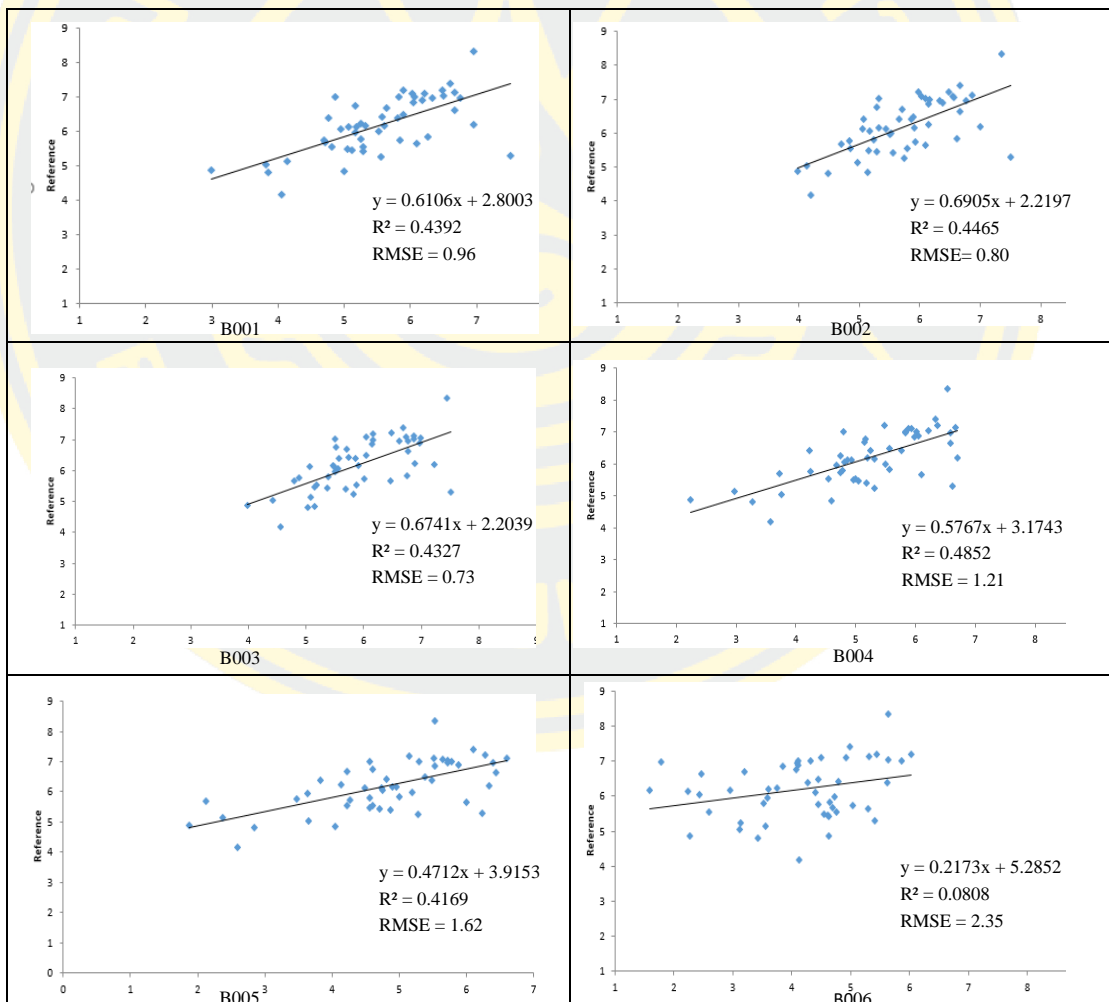 9
8
7
6
5
4
3
2
1
Reference
1 2 3 4 5 6 7
y = 0.6106x + 2.8003
R² = 0.4392
RMSE = 0.96
B001
9
8
7
6
5
4
3
2
1
Reference
1 2 3 4 5 6 7 8
y = 0.6905x + 2.2197
R² = 0.4465
RMSE= 0.80
B002
9
8
7
6
5
4
3
2
1
Reference
1 2 3 4 5 6 7 8 9
y = 0.6741x + 2.2039
R² = 0.4327
RMSE = 0.73
B003
9
8
7
6
5
4
3
2
1
Reference
1 2 3 4 5 6 7 8
y = 0.5767x + 3.1743
R² = 0.4852
RMSE = 1.21
B004
9
8
7
6
5
4
3
2
1
0
Reference
0 1 2 3 4 5 6 7
y = 0.4712x + 3.9153
R² = 0.4169
RMSE = 1.62
B005
9
8
7
6
5
4
3
2
1
Reference
1 2 3 4 5 6 7 8
y = 0.2173x + 5.2852
R² = 0.0808
RMSE = 2.35
B006